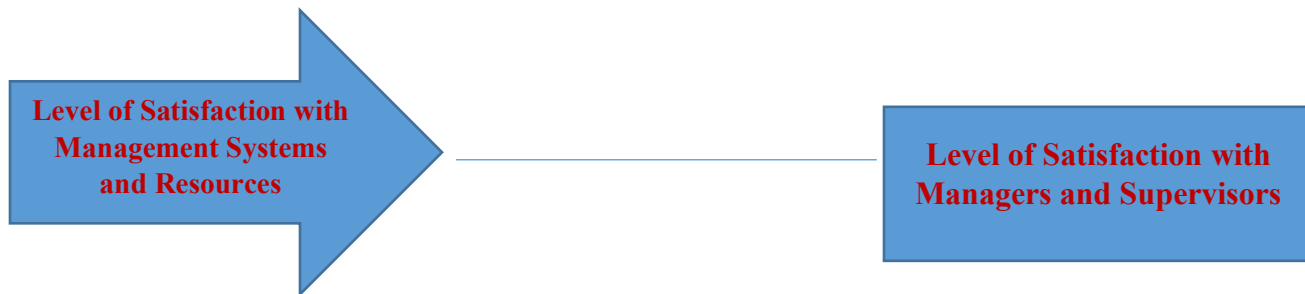 Level of Satisfaction with
Management Systems
and Resources
Level of Satisfaction with
Managers and Supervisors